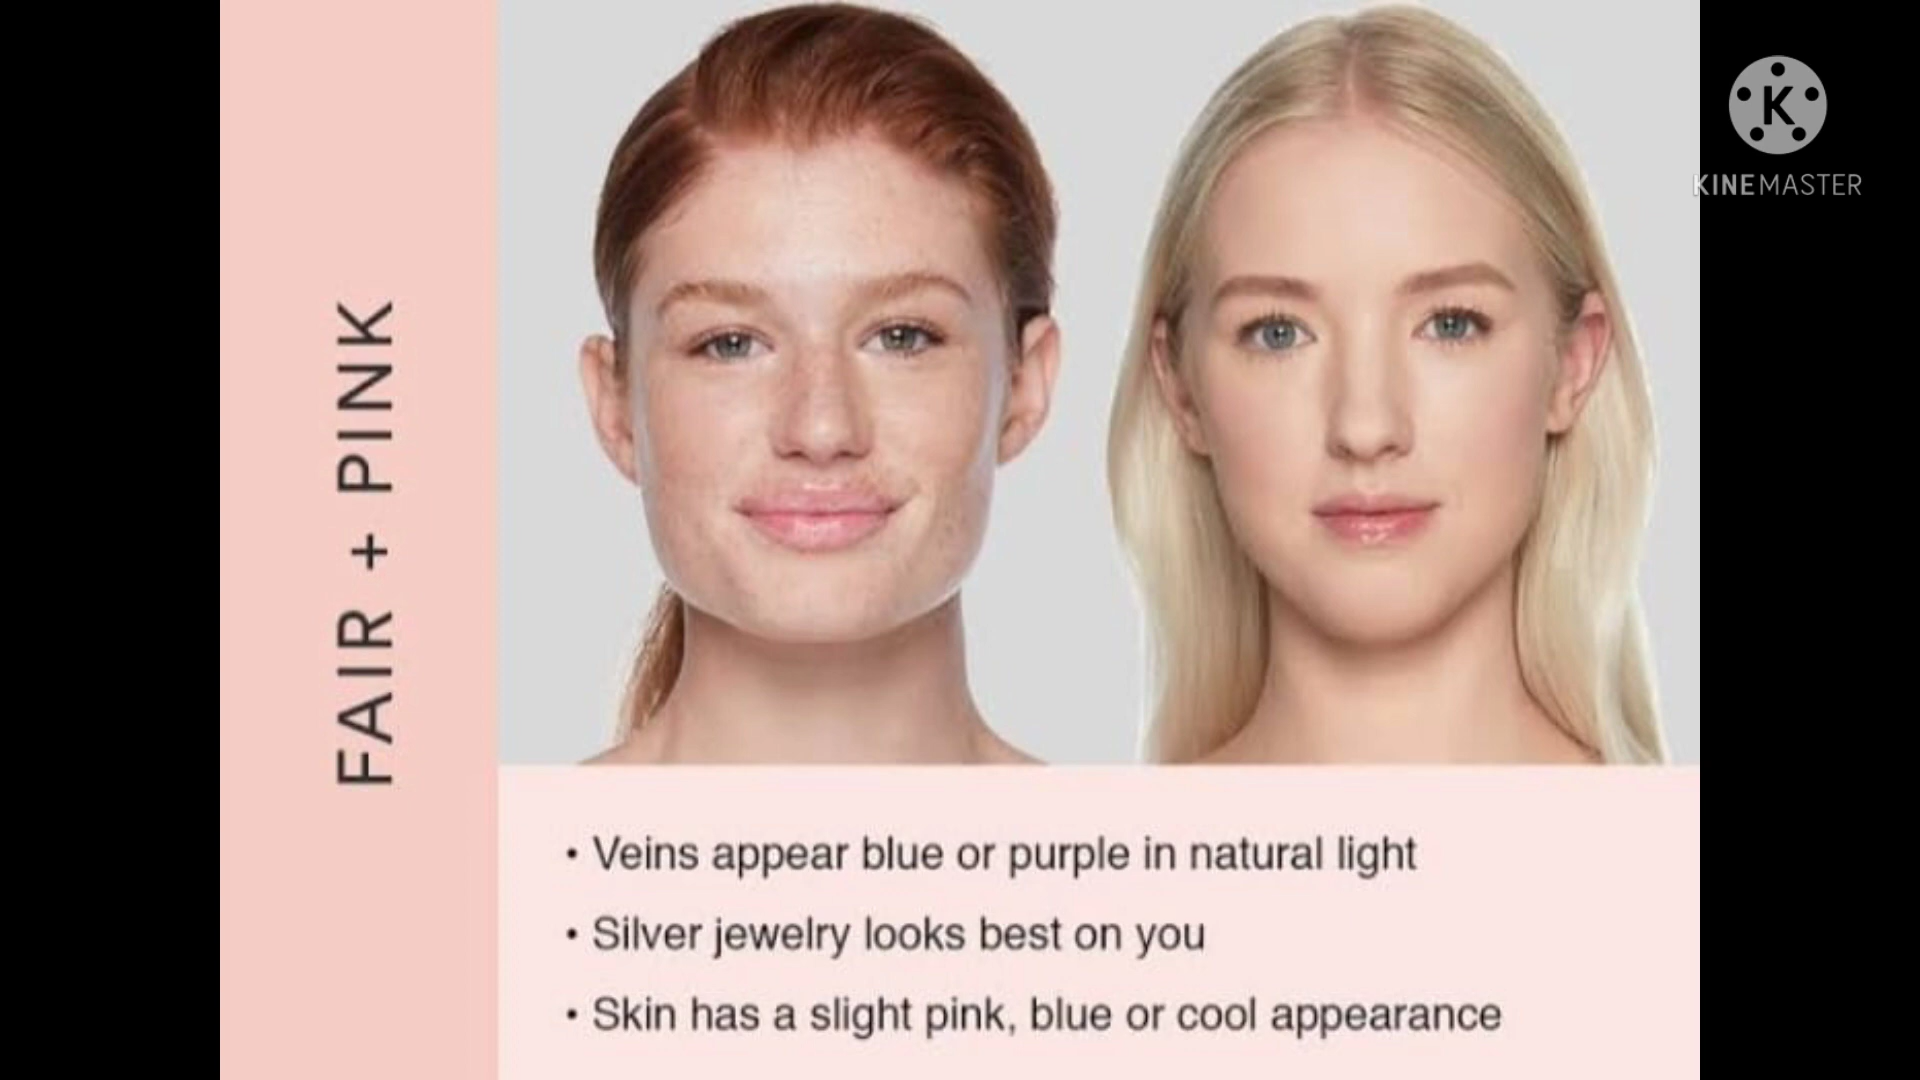 FAIR + PINK
• Veins appear blue or purple in natural light
• Silver jewelry looks best on you
• Skin has a slight pink, blue or cool appearance
K
KINEMASTER